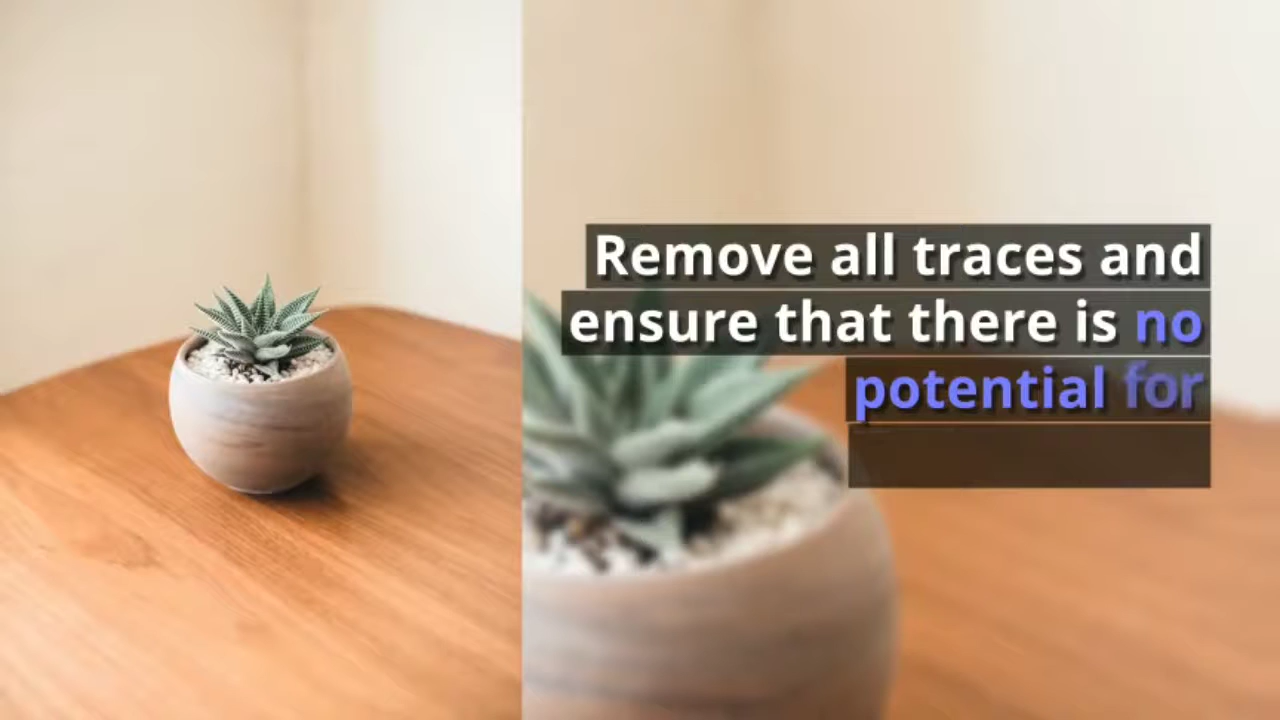 Remove all traces and
ensure that there is no
potential for